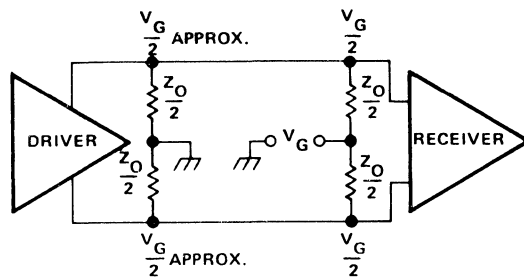 V_G/2 APPROX.
V_G/2
Z_O/2
Z_O/2
DRIVER
V_G
RECEIVER
Z_O/2
Z_O/2
V_G/2 APPROX.
V_G/2